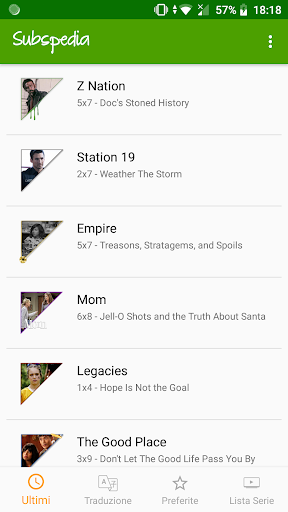 57% 18:18
Subspedia
Z Nation
5x7 - Doc's Stoned History
Station 19
2x7 - Weather The Storm
Empire
5x7 - Treasons, Stratagems, and Spoils
Mom
6x8 - Jell-O Shots and the Truth About Santa
Legacies
1x4 - Hope Is Not the Goal
The Good Place
3x9 - Don't Let The Good Life Pass You By
Ultimi
Traduzione
Preferite
Lista Serie